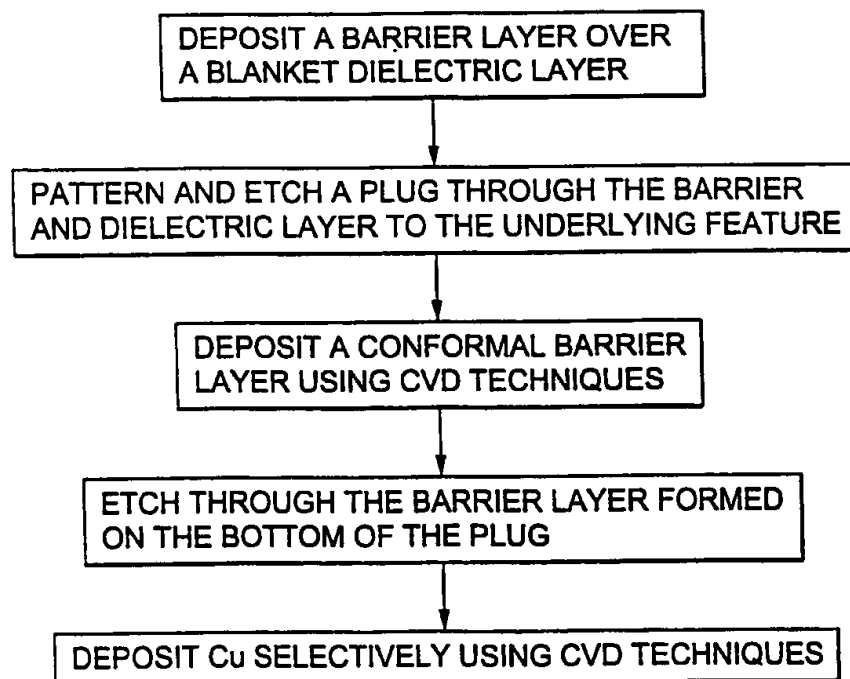 DEPOSIT A BARRIER LAYER OVER
A BLANKET DIELECTRIC LAYER
PATTERN AND ETCH A PLUG THROUGH THE BARRIER
AND DIELECTRIC LAYER TO THE UNDERLYING FEATURE
DEPOSIT A CONFORMAL BARRIER
LAYER USING CVD TECHNIQUES
ETCH THROUGH THE BARRIER LAYER FORMED
ON THE BOTTOM OF THE PLUG
DEPOSIT Cu SELECTIVELY USING CVD TECHNIQUES